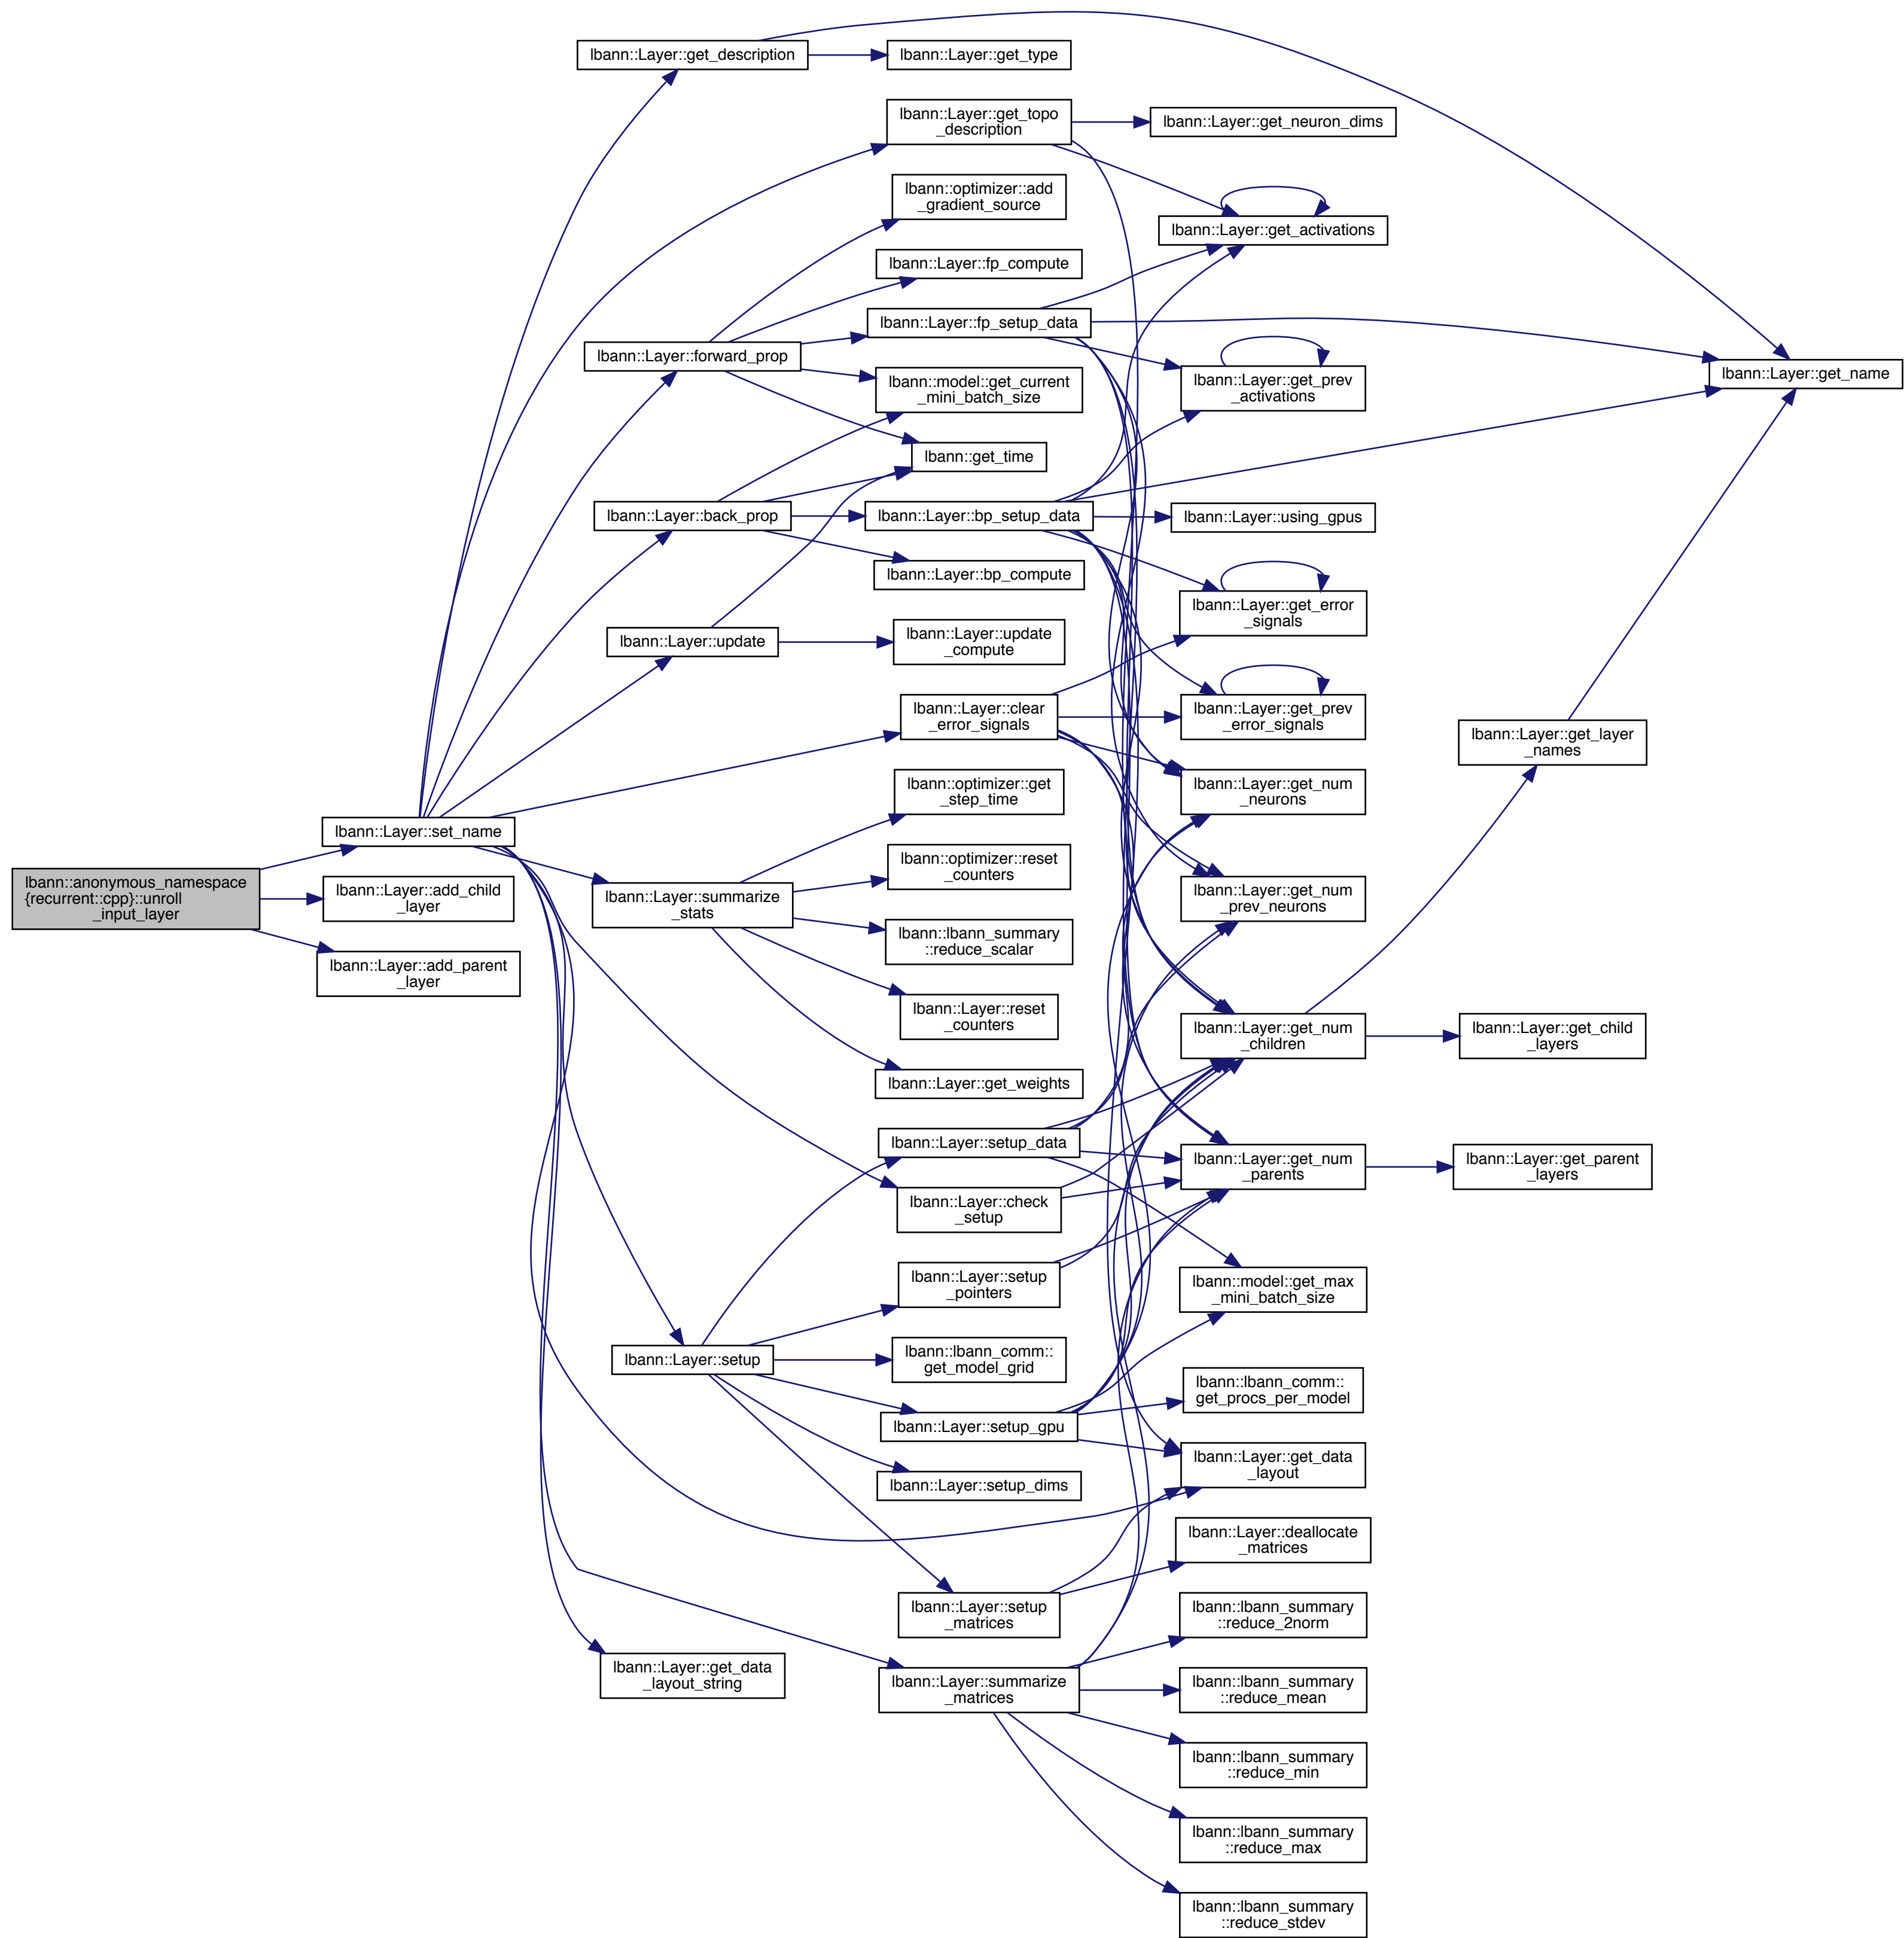 lbann::anonymous_namespace
{recurrent::cpp}::unroll
_input_layer
lbann::Layer::set_name
lbann::Layer::add_child
_layer
lbann::Layer::add_parent
_layer
lbann::Layer::get_description
lbann::Layer::forward_prop
lbann::Layer::back_prop
lbann::Layer::update
lbann::Layer::summarize
_stats
lbann::Layer::setup
lbann::Layer::get_data
_layout_string
lbann::Layer::get_type
lbann::Layer::get_topo
_description
lbann::optimizer::add
_gradient_source
lbann::Layer::fp_compute
lbann::Layer::fp_setup_data
lbann::model::get_current
_mini_batch_size
lbann::get_time
lbann::Layer::bp_setup_data
lbann::Layer::bp_compute
lbann::Layer::update
_compute
lbann::Layer::clear
_error_signals
lbann::optimizer::get
_step_time
lbann::optimizer::reset
_counters
lbann::lbann_summary
::reduce_scalar
lbann::Layer::reset
_counters
lbann::Layer::get_weights
lbann::Layer::setup_data
lbann::Layer::check
_setup
lbann::Layer::setup
_pointers
lbann::lbann_comm::
get_model_grid
lbann::Layer::setup_gpu
lbann::Layer::setup_dims
lbann::Layer::setup
_matrices
lbann::Layer::summarize
_matrices
lbann::Layer::get_neuron_dims
lbann::Layer::get_activations
lbann::Layer::get_prev
_activations
lbann::Layer::using_gpus
lbann::Layer::get_error
_signals
lbann::Layer::get_prev
_error_signals
lbann::Layer::get_num
_neurons
lbann::Layer::get_num
_prev_neurons
lbann::Layer::get_num
_children
lbann::Layer::get_num
_parents
lbann::model::get_max
_mini_batch_size
lbann::lbann_comm::
get_procs_per_model
lbann::Layer::get_data
_layout
lbann::Layer::deallocate
_matrices
lbann::lbann_summary
::reduce_2norm
lbann::lbann_summary
::reduce_mean
lbann::lbann_summary
::reduce_min
lbann::lbann_summary
::reduce_max
lbann::lbann_summary
::reduce_stdev
lbann::Layer::get_layer
_names
lbann::Layer::get_child
_layers
lbann::Layer::get_parent
_layers
lbann::Layer::get_name